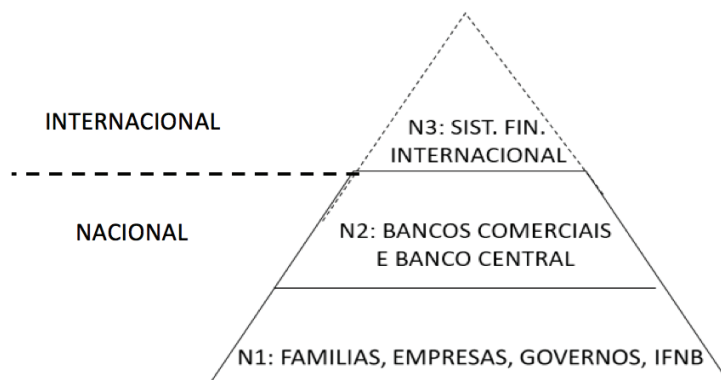 INTERNACIONAL
N3: SIST. FIN.
INTERNACIONAL
NACIONAL
N2: BANCOS COMERCIAIS
E BANCO CENTRAL
N1: FAMILIAS, EMPRESAS, GOVERNOS, IFNB